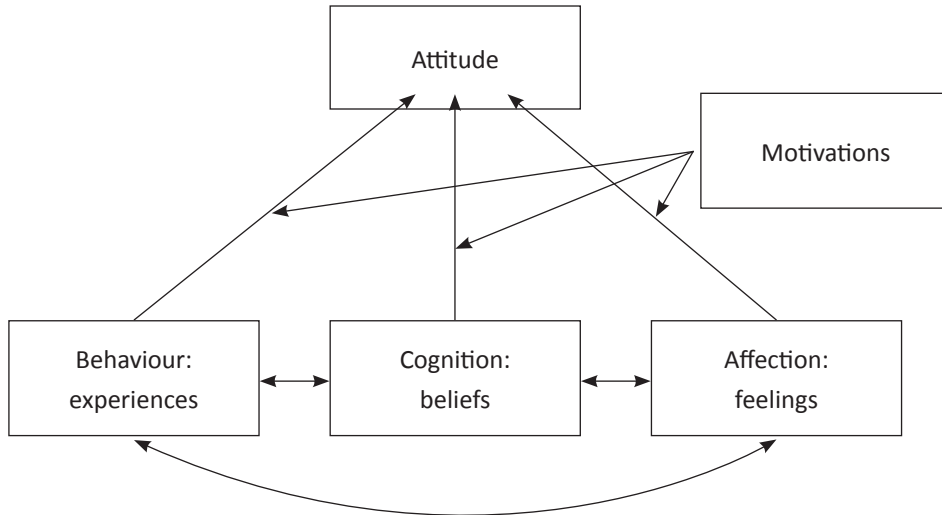 Attitude
Motivations
Behaviour:
experiences
Cognition:
beliefs
Affection:
feelings